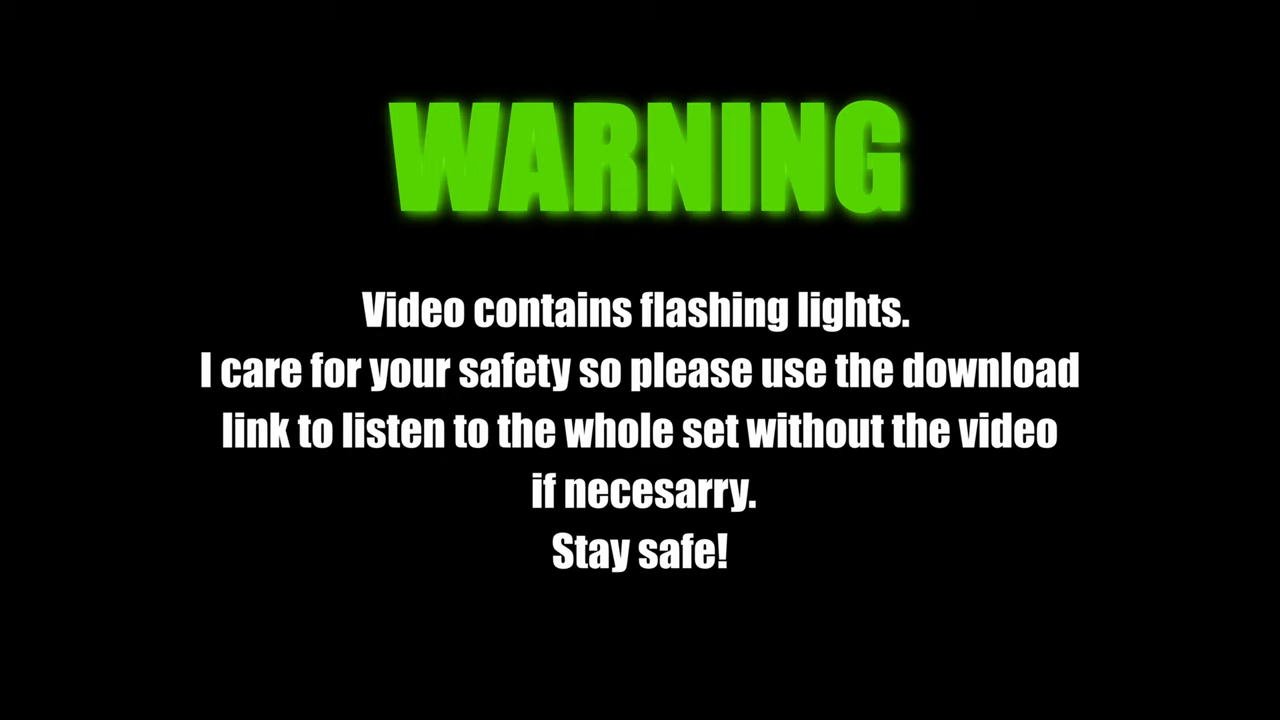 WARNING
Video contains flashing lights.
I care for your safety so please use the download
link to listen to the whole set without the video
if necesarry.
Stay safe!